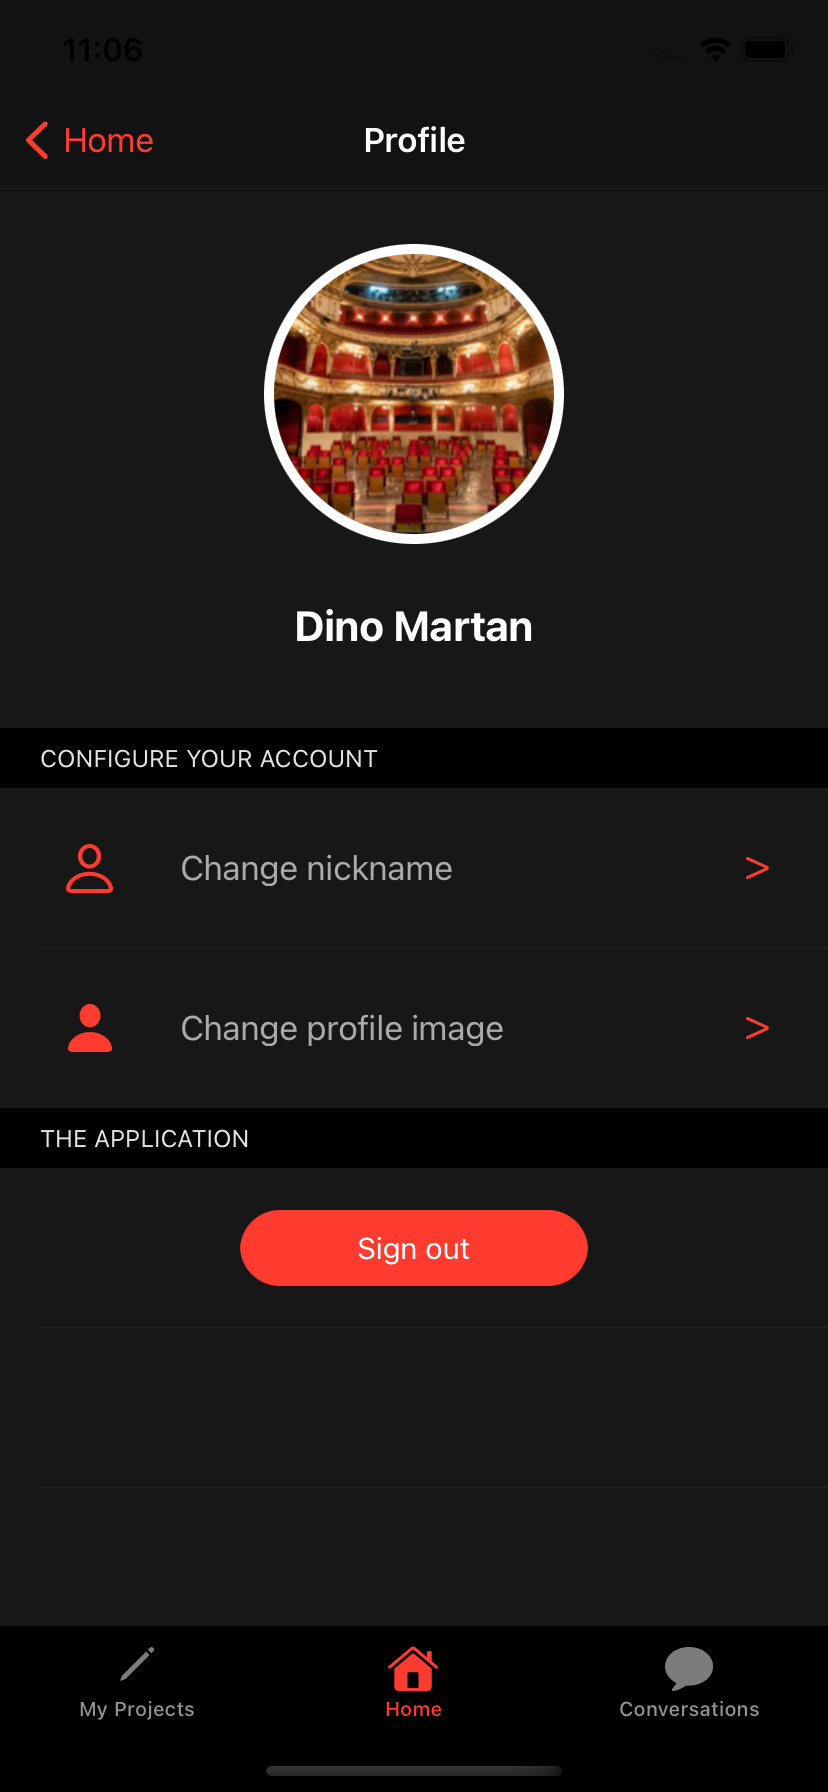 11:06
Home
Profile
Dino Martan
CONFIGURE YOUR ACCOUNT
Change nickname >
Change profile image >
THE APPLICATION
Sign out
My Projects
Home
Conversations